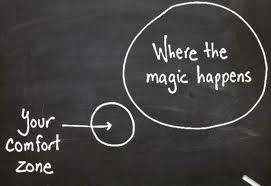 Where the
magic happens
Your
comfort
zone